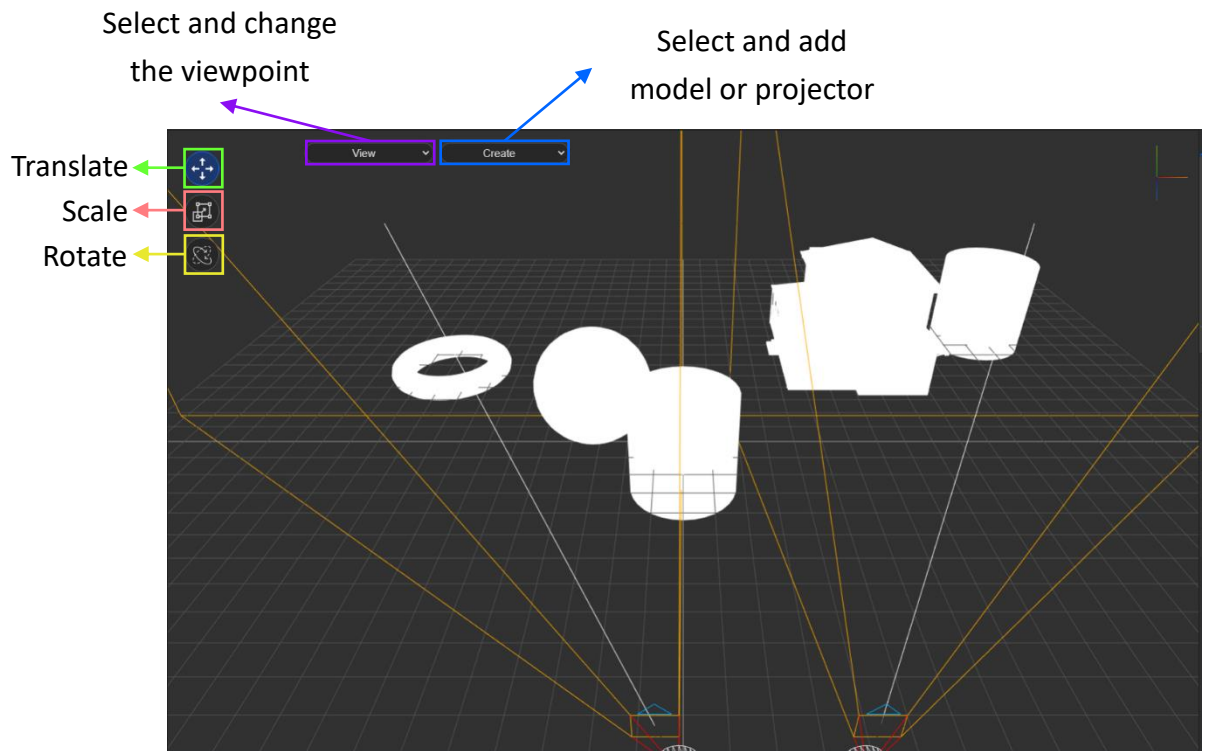 Select and change
the viewpoint
Select and add
model or projector
Translate
Scale
Rotate
View
Create